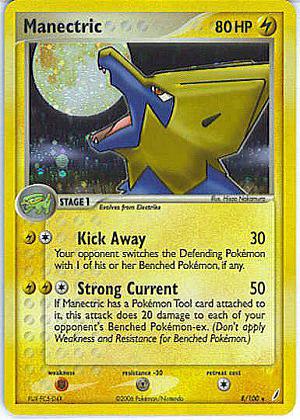 Manectric 80 HP
Illus. Hisao Nakamura
STAGE 1
Evolves from Electrike
Kick Away 30
Your opponent switches the Defending Pokémon
with 1 of his or her Benched Pokémon, if any.
Strong Current 50
If Manectric has a Pokémon Tool card attached to
it, this attack does 20 damage to each of your
opponent's Benched Pokémon-ex. (Don't apply
Weakness and Resistance for Benched Pokémon.)
weakness resistance -30 retreat cost
©2006 Pokémon/Nintendo 8/100 ★